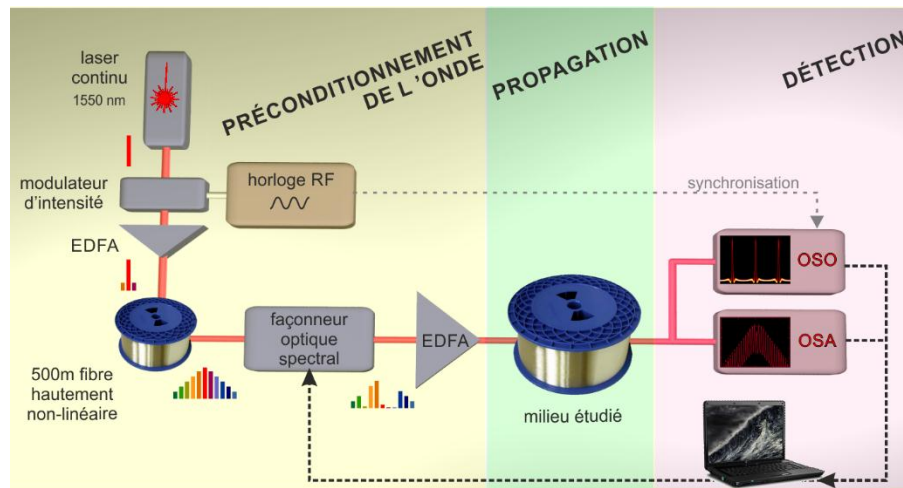 PRÉCONDITIONNEMENT
DE L'ONDE
PROPAGATION
DÉTECTION
laser
continu
1550 nm
modulateur
d'intensité
horloge RF
synchronisation
EDFA
OSO
façonneur
optique
spectral
EDFA
OSA
500m fibre
hautement
non-linéaire
milieu étudié